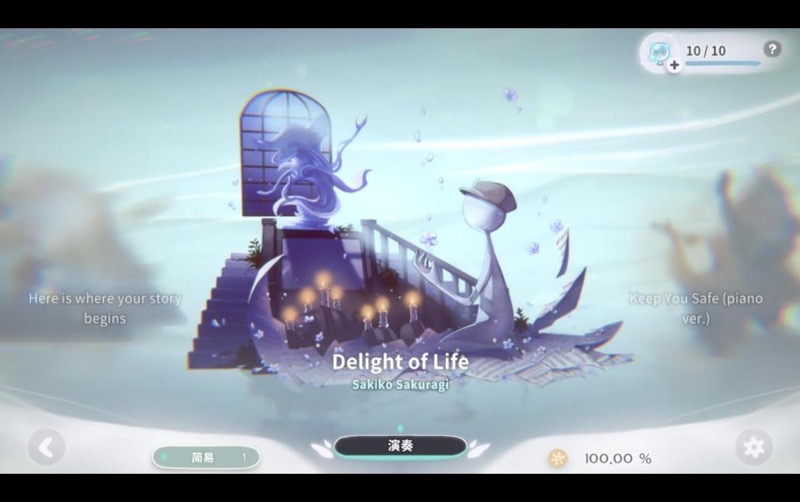 10/10
?
Here is where your story
begins
Keep You Safe (piano
ver.)
Delight of Life
Sakiko Sakuragi
简易 1
演奏
100,00 %